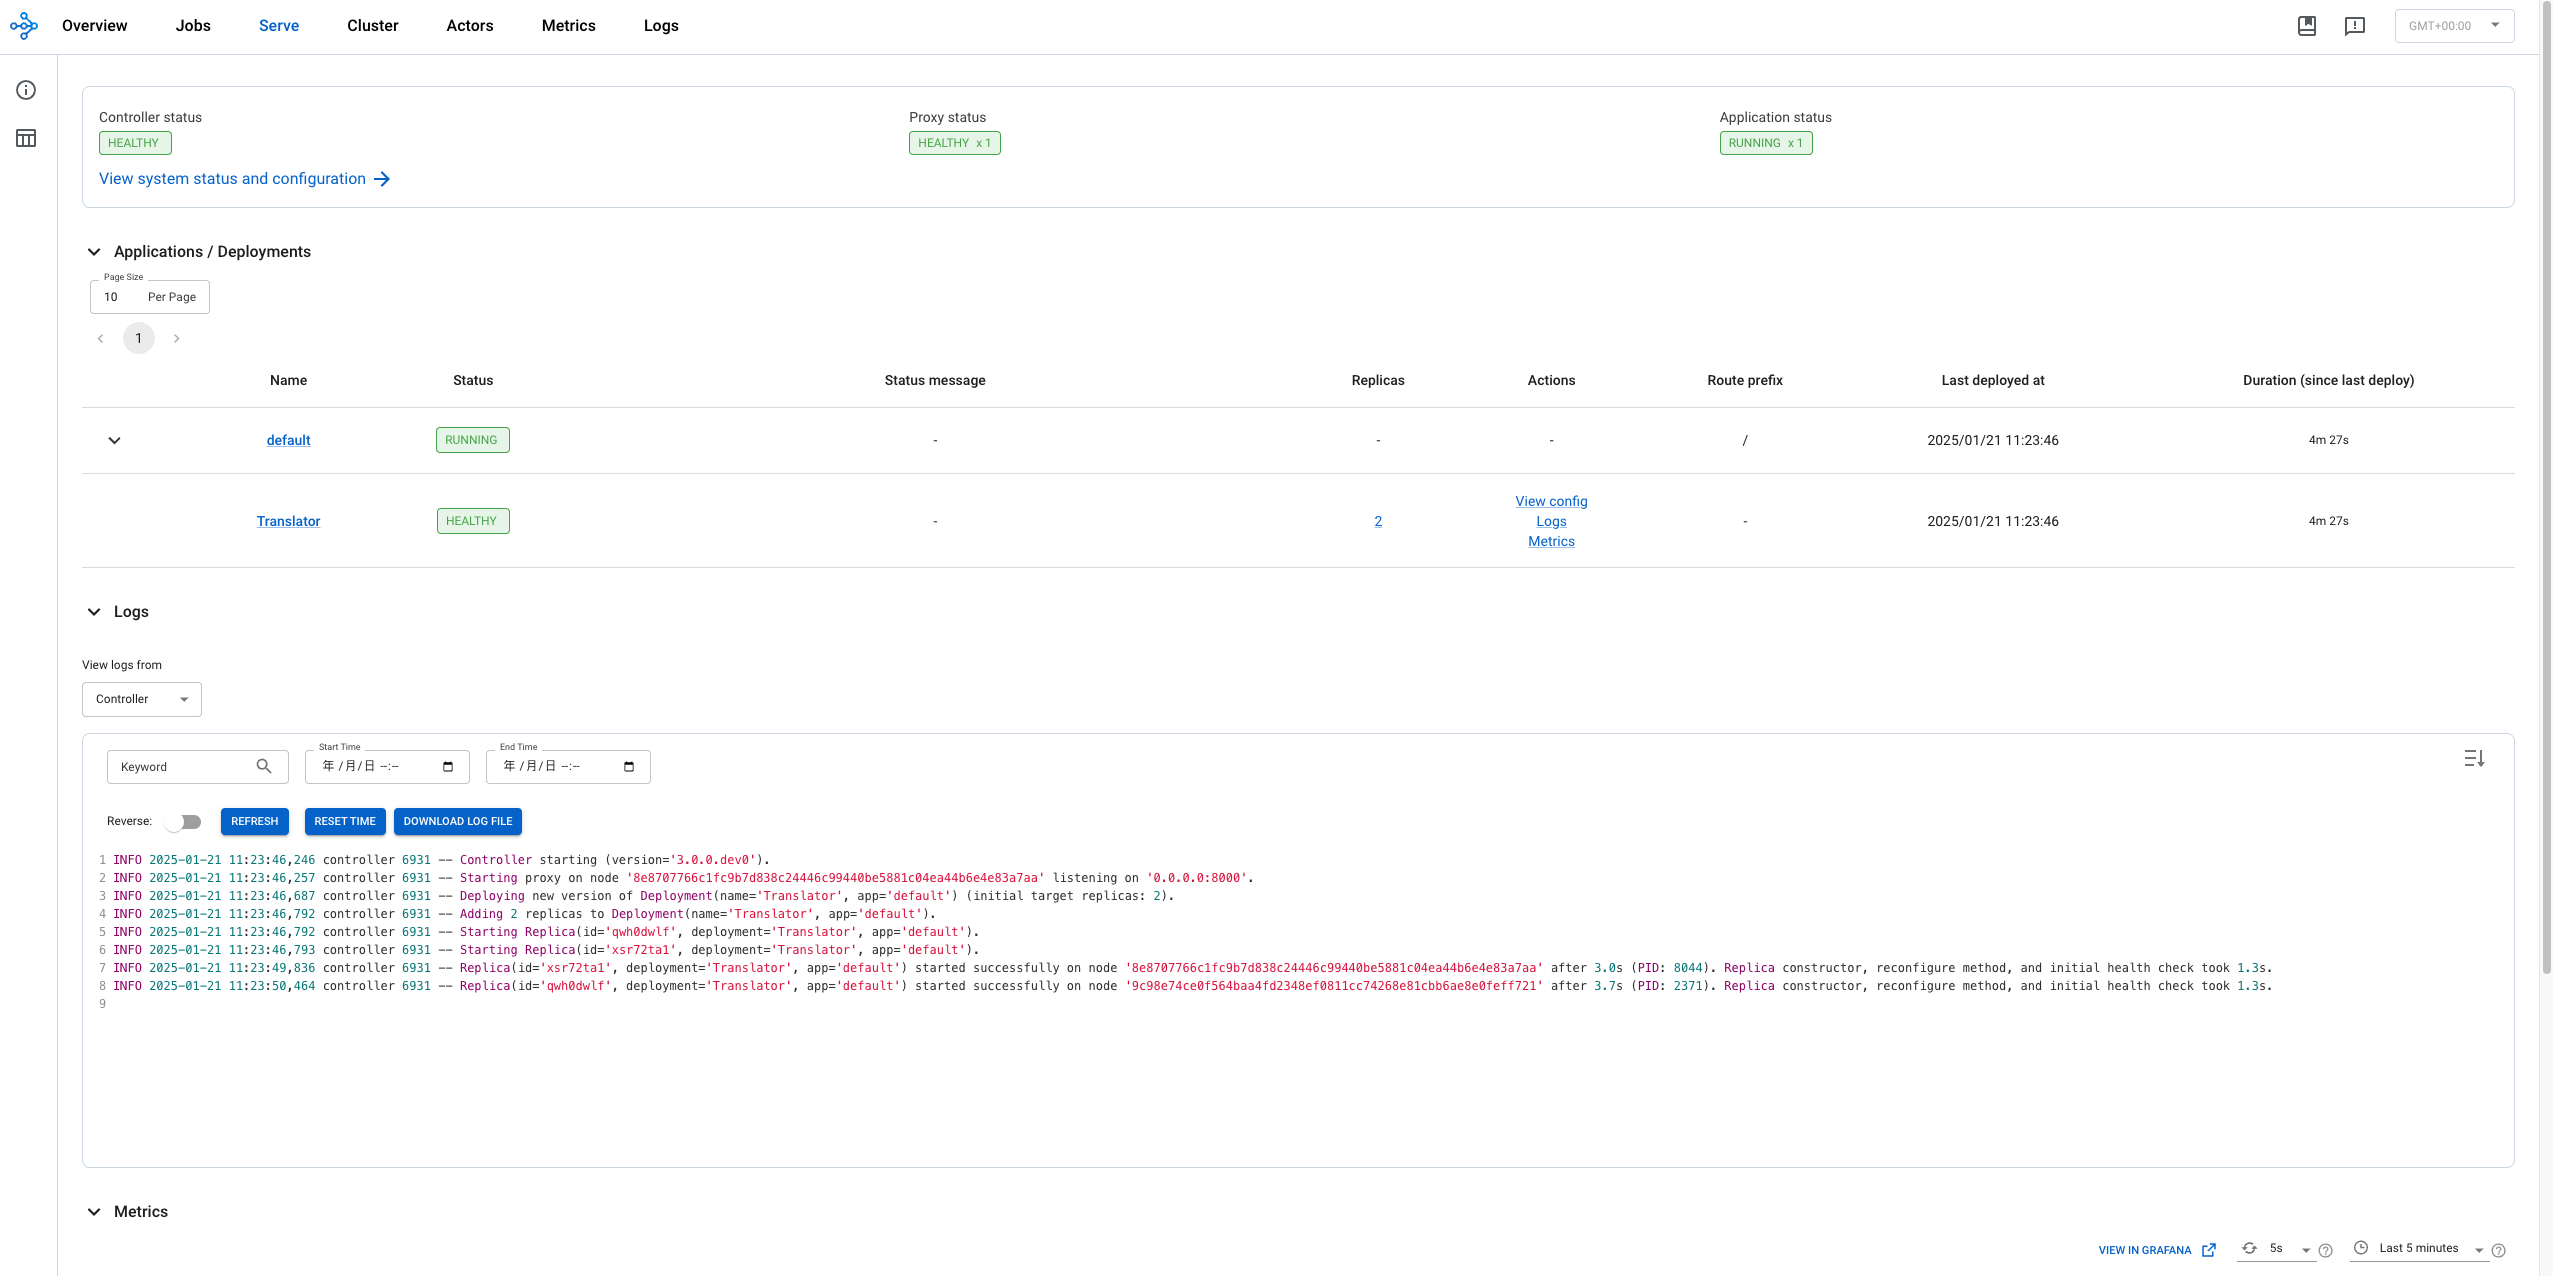 Overview Jobs Serve Cluster Actors Metrics Logs GMT+00:00
Controller status Proxy status Application status
HEALTHY HEALTHY x 1 RUNNING x 1
View system status and configuration
Applications / Deployments
Page Size
10 Per Page
1
Name Status Status message Replicas Actions Route prefix Last deployed at Duration (since last deploy)
default RUNNING - - - / 2025/01/21 11:23:46 4m 27s
View config
Translator HEALTHY - 2 Logs - 2025/01/21 11:23:46 4m 27s
Metrics
Logs
View logs from
Controller
Start Time End Time
Keyword 年 /月/日 --:-- 年 /月/日 --:--
Reverse: REFRESH RESET TIME DOWNLOAD LOG FILE
1 INFO 2025-01-21 11:23:46,246 controller 6931 -- Controller starting (version='3.0.0.dev0').
2 INFO 2025-01-21 11:23:46,257 controller 6931 -- Starting proxy on node '8e8707766c1fc9b7d838c24446c99440be5881c04ea44b6e4e83a7aa' listening on '0.0.0.0:8000'.
3 INFO 2025-01-21 11:23:46,687 controller 6931 -- Deploying new version of Deployment(name='Translator', app='default') (initial target replicas: 2).
4 INFO 2025-01-21 11:23:46,792 controller 6931 -- Adding 2 replicas to Deployment(name='Translator', app='default').
5 INFO 2025-01-21 11:23:46,792 controller 6931 -- Starting Replica(id='qwh0dwlf', deployment='Translator', app='default').
6 INFO 2025-01-21 11:23:46,793 controller 6931 -- Starting Replica(id='xsr72ta1', deployment='Translator', app='default').
7 INFO 2025-01-21 11:23:49,836 controller 6931 -- Replica(id='xsr72ta1', deployment='Translator', app='default') started successfully on node '8e8707766c1fc9b7d838c24446c99440be5881c04ea44b6e4e83a7aa' after 3.0s (PID: 8044). Replica constructor, reconfigure method, and initial health check took 1.3s.
8 INFO 2025-01-21 11:23:50,464 controller 6931 -- Replica(id='qwh0dwlf', deployment='Translator', app='default') started successfully on node '9c98e74ce0f564baa4fd2348ef0811cc74268e81cbb6ae8e0feff721' after 3.7s (PID: 2371). Replica constructor, reconfigure method, and initial health check took 1.3s.
9
Metrics
VIEW IN GRAFANA 5s Last 5 minutes